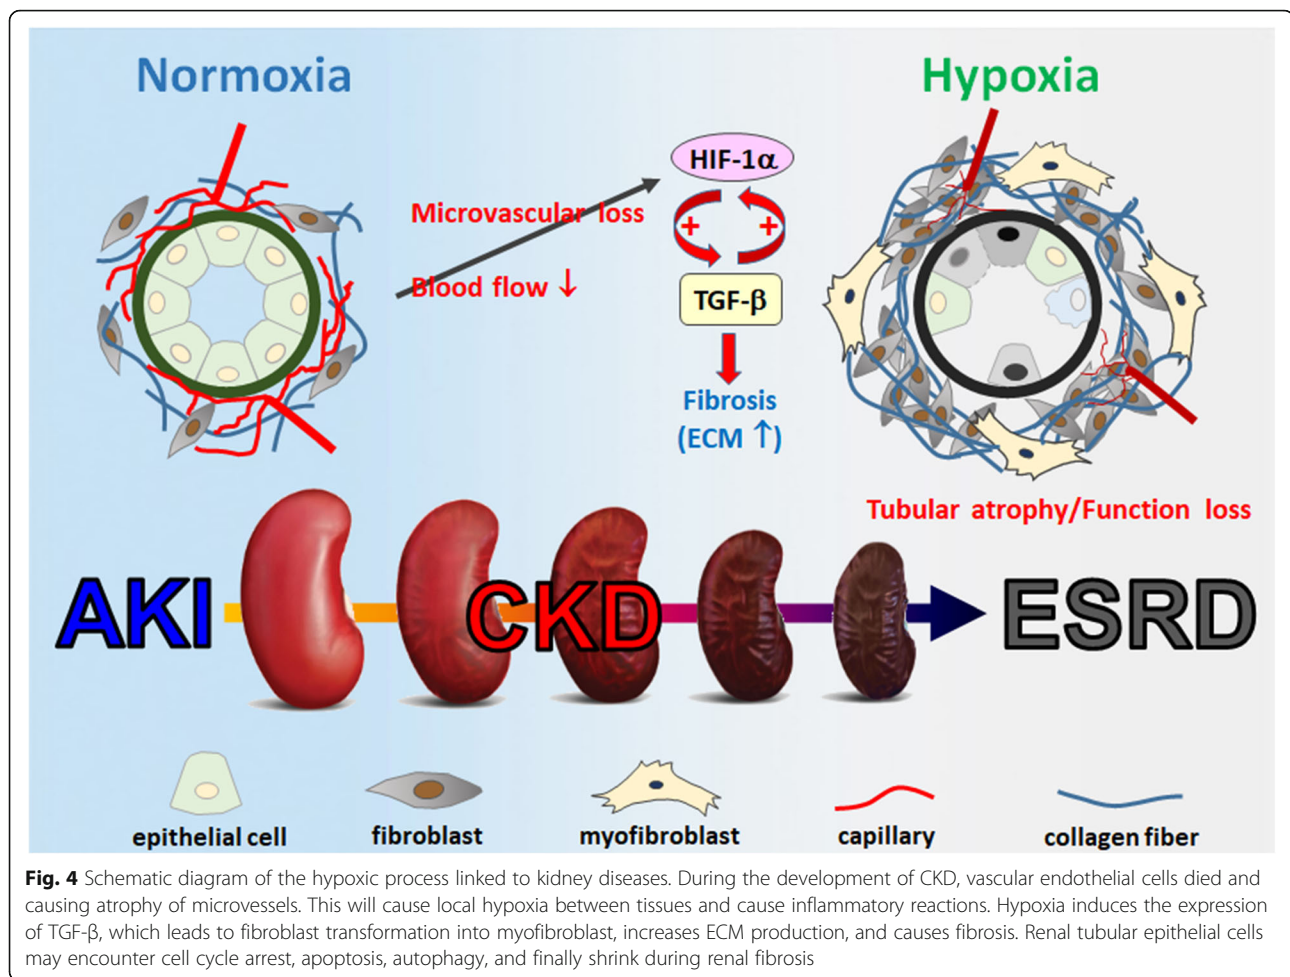 Normoxia
Hypoxia
HIF-1α
Microvascular loss
+ +
Blood flow ↓
TGF-β
Fibrosis
(ECM ↑)
Tubular atrophy/Function loss
AKI
CKD
ESRD
epithelial cell
fibroblast
myofibroblast
capillary
collagen fiber
Fig. 4 Schematic diagram of the hypoxic process linked to kidney diseases. During the development of CKD, vascular endothelial cells died and
causing atrophy of microvessels. This will cause local hypoxia between tissues and cause inflammatory reactions. Hypoxia induces the expression
of TGF-β, which leads to fibroblast transformation into myofibroblast, increases ECM production, and causes fibrosis. Renal tubular epithelial cells
may encounter cell cycle arrest, apoptosis, autophagy, and finally shrink during renal fibrosis